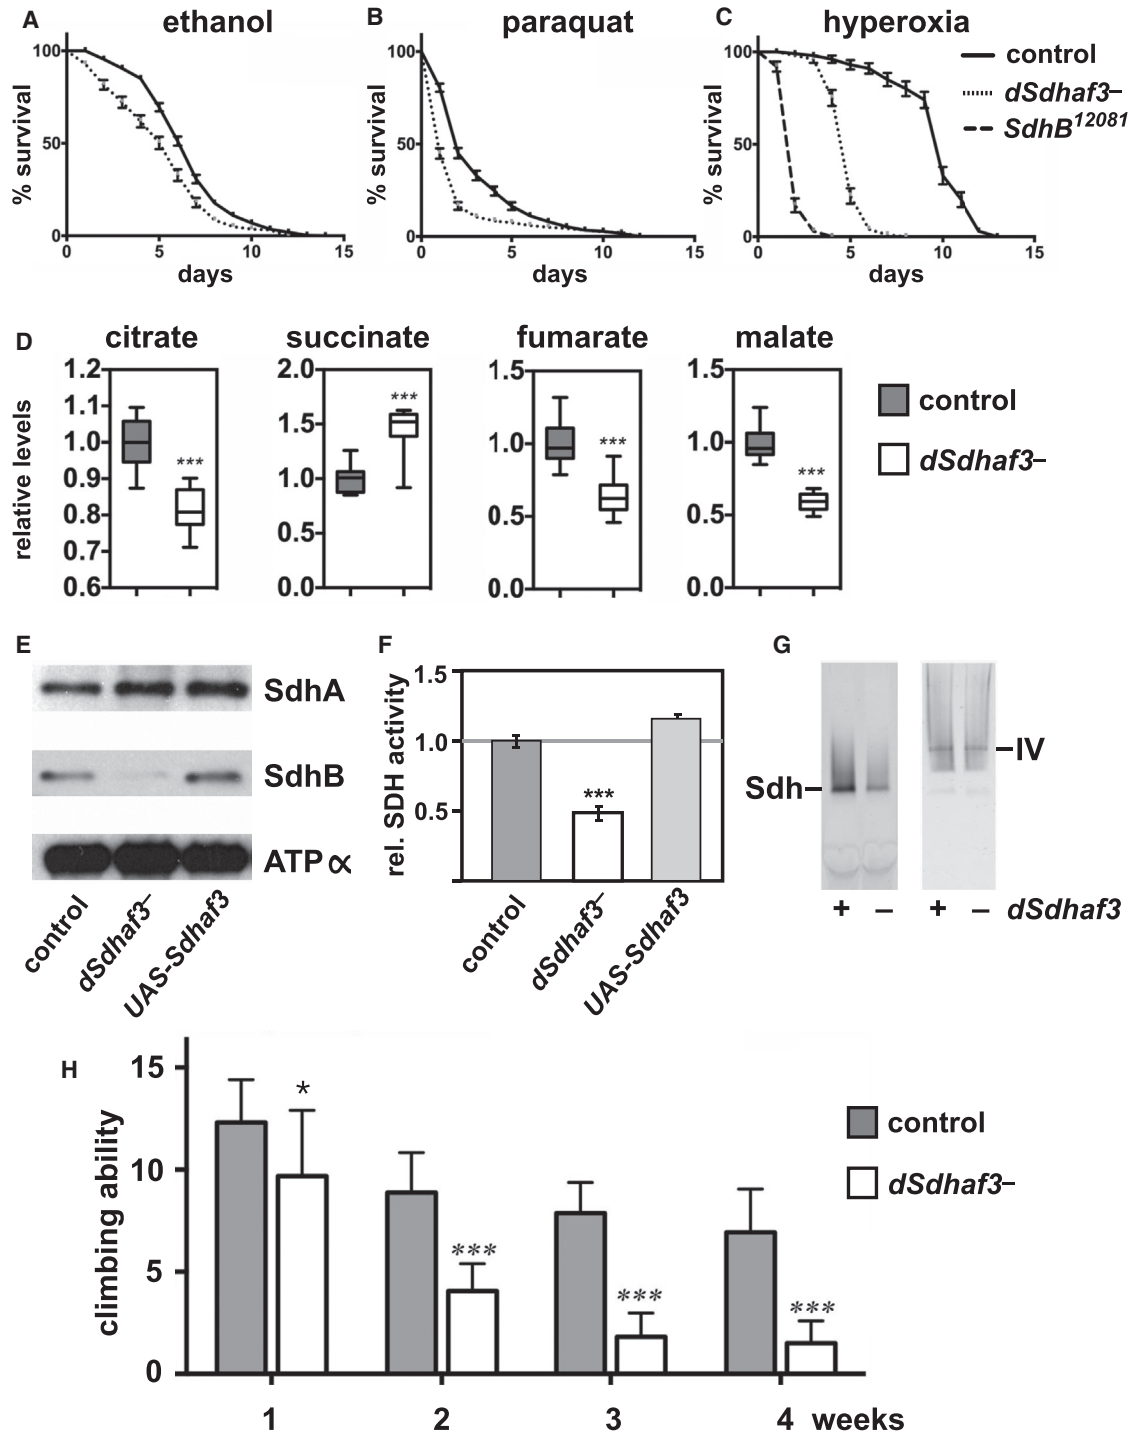 A ethanol
B paraquat
C hyperoxia
% survival
100
50
0
0 5 10 15
days
% survival
100
50
0
0 5 10 15
days
% survival
100
50
0
0 5 10 15
days
control
dSdhaf3–
SdhB12081
D citrate succinate fumarate malate
relative levels
1.2
1.1
1.0
0.9
0.8
0.7
0.6
***
2.0
1.5
1.0
0.5
0.0
***
1.5
1.0
0.5
0.0
***
1.5
1.0
0.5
0.0
***
control
dSdhaf3–
E
SdhA
SdhB
ATP ∝
control
dSdhaf3–
UAS-Sdhaf3
F
rel. SDH activity
1.5
1.0
0.5
***
control
dSdhaf3–
UAS-Sdhaf3
G
Sdh
IV
+ – + – dSdhaf3
H
climbing ability
15
10
5
0
*
***
***
***
1 2 3 4 weeks
control
dSdhaf3–